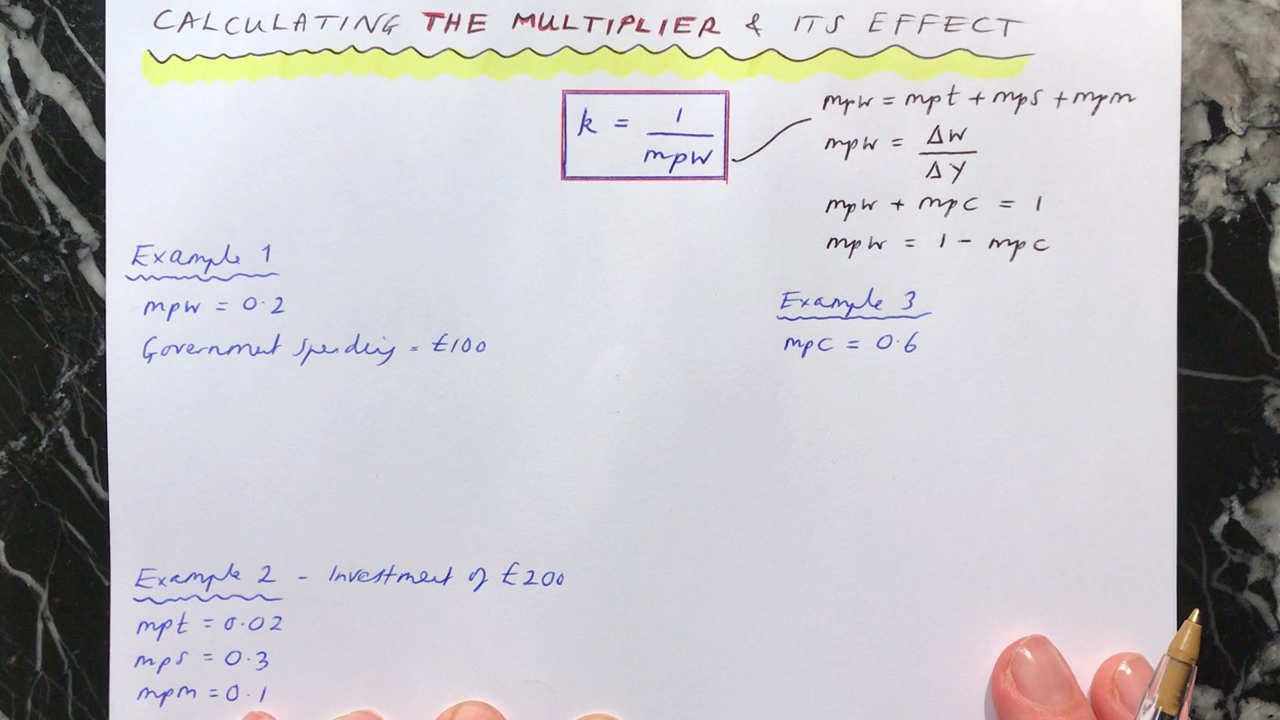 CALCULATING THE MULTIPLIER & ITS EFFECT
k = 1 / mpw
mpw = mpt + mps + mpm
mpw = ΔW / ΔY
mpw + mpc = 1
mpw = 1 - mpc
Example 1
mpw = 0.2
Government spending = £100
Example 3
mpc = 0.6
Example 2 - Investment of £200
mpt = 0.02
mps = 0.3
mpm = 0.1